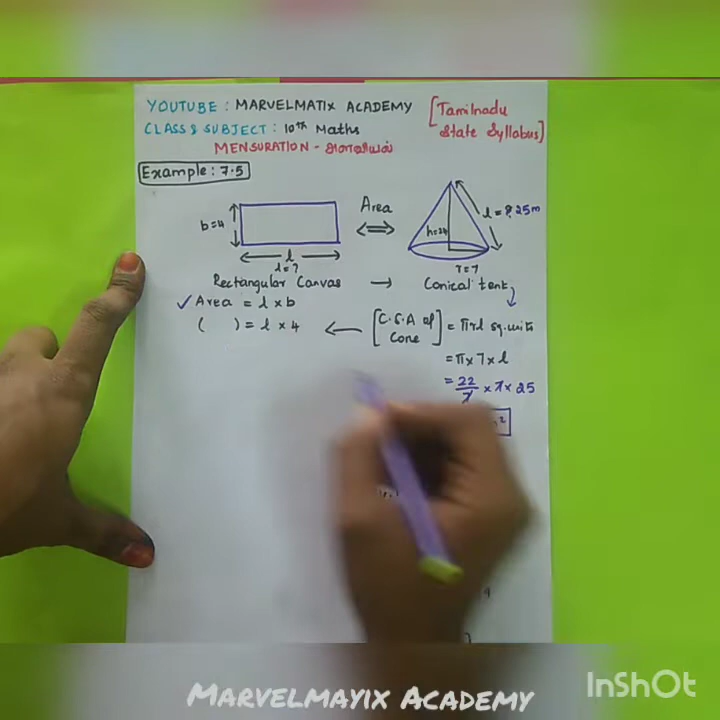 YOUTUBE : MARVELMATIX ACADEMY
[Tamilnadu
State Syllabus]
CLASS & SUBJECT : 10th Maths
MENSURATION - அளவியல்
Example: 7.5
b=4
l
l=?
Area
h=24
l=?25m
r=7
Rectangular Canvas → Conical tent
✓ Area = l × b
( ) = l × 4 ← [C.S.A of Cone] = πrl sq.units
= π × 7 × l
= 22/7 × 7 × 25
InShOt
MARVELMAYIX ACADEMY